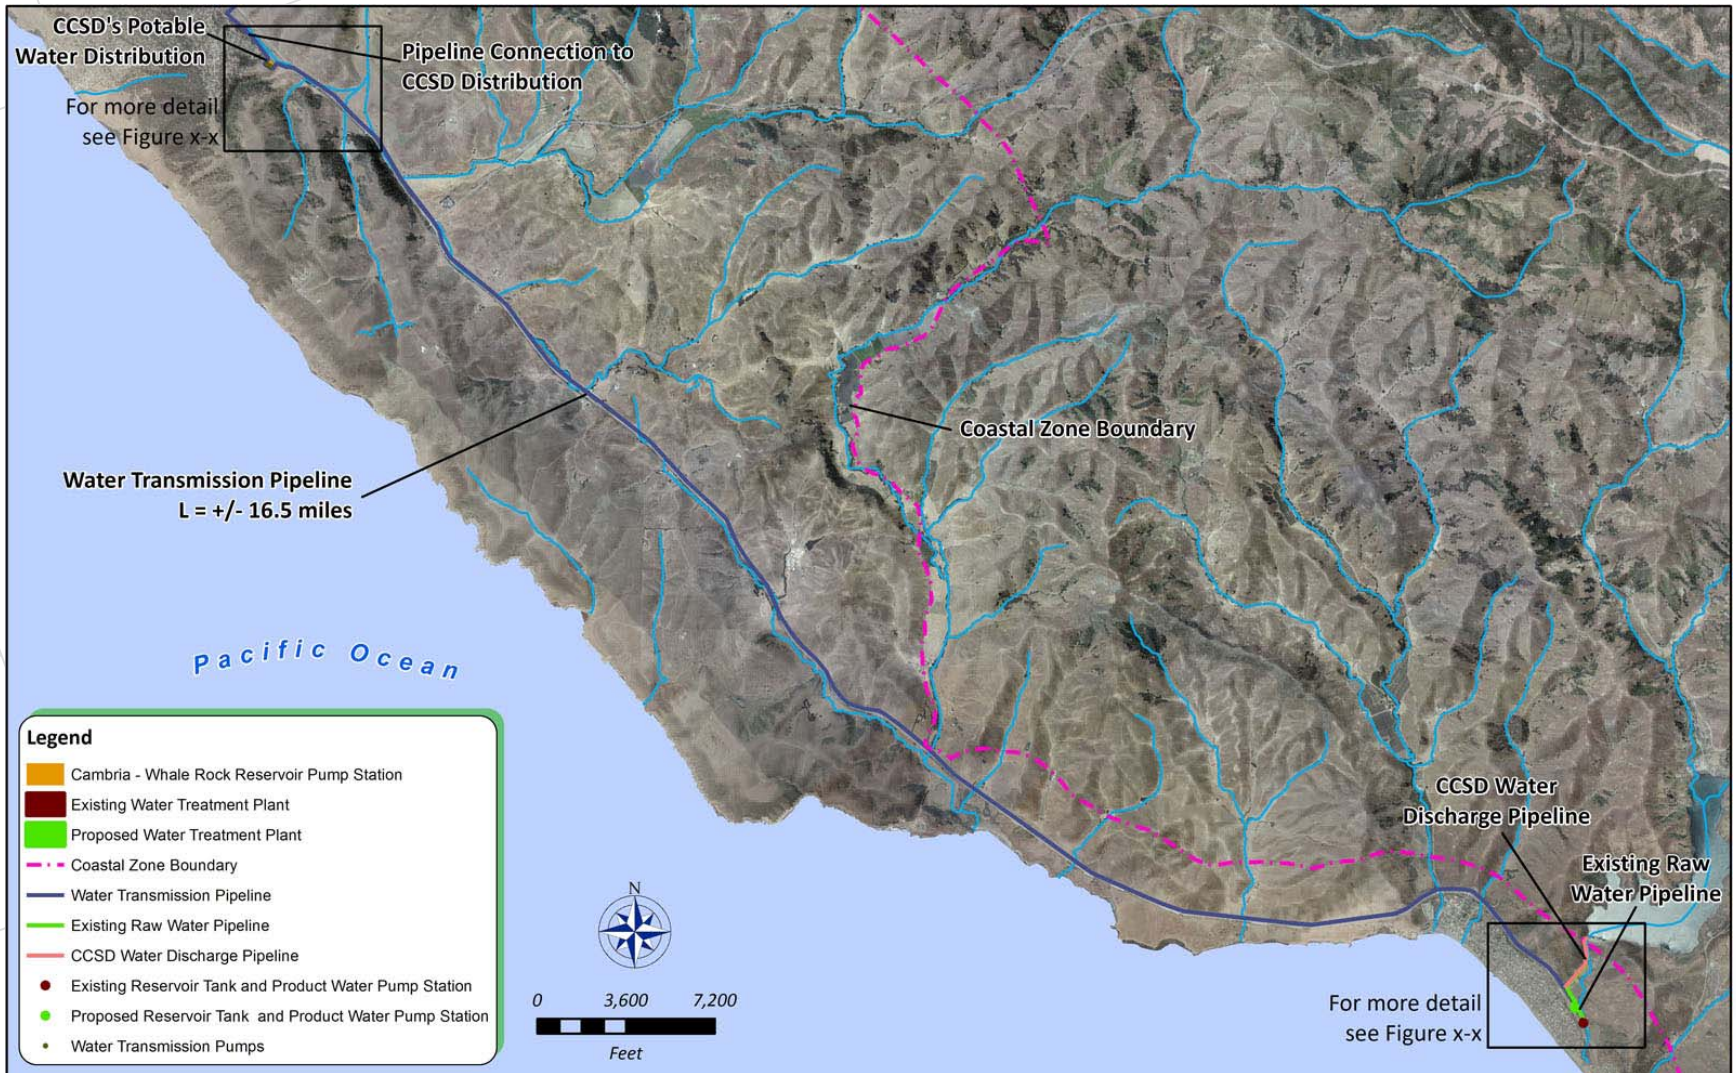 CCSD's Potable
Water Distribution
Pipeline Connection to
CCSD Distribution
For more detail
see Figure x-x
Coastal Zone Boundary
Water Transmission Pipeline
L = +/- 16.5 miles
Pacific Ocean
CCSD Water
Discharge Pipeline
Existing Raw
Water Pipeline
For more detail
see Figure x-x
Legend
Cambria - Whale Rock Reservoir Pump Station
Existing Water Treatment Plant
Proposed Water Treatment Plant
Coastal Zone Boundary
Water Transmission Pipeline
Existing Raw Water Pipeline
CCSD Water Discharge Pipeline
Existing Reservoir Tank and Product Water Pump Station
Proposed Reservoir Tank and Product Water Pump Station
Water Transmission Pumps
N
0 3,600 7,200
Feet